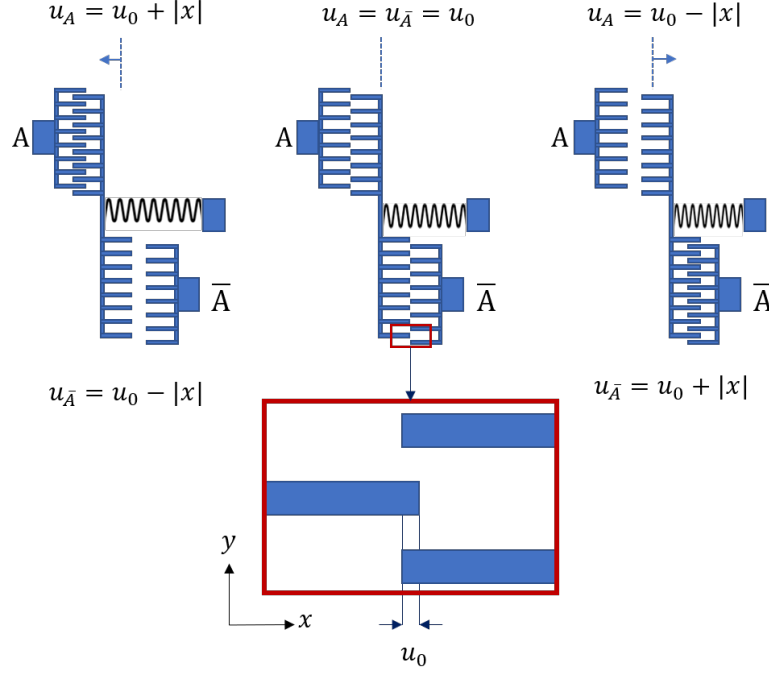 u_A = u_0 + |x|
u_A = u_Ā = u_0
u_A = u_0 − |x|
A
A
A
Ā
Ā
Ā
u_Ā = u_0 − |x|
u_Ā = u_0 + |x|
y
x
u_0